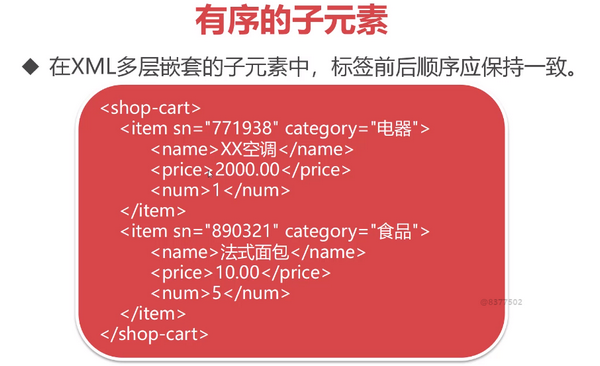 有序的子元素
◆ 在XML多层嵌套的子元素中，标签前后顺序应保持一致。
<shop-cart>
<item sn="771938" category="电器">
<name>XX空调</name>
<price>2000.00</price>
<num>1</num>
</item>
<item sn="890321" category="食品">
<name>法式面包</name>
<price>10.00</price>
<num>5</num>
</item>
</shop-cart>